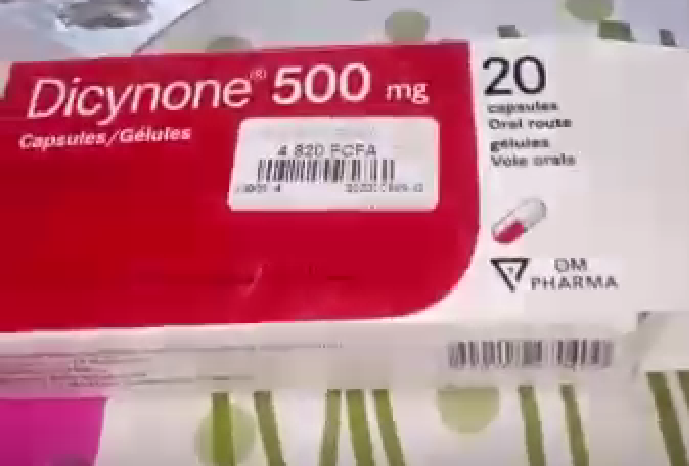 Dicynone® 500 mg
Capsules/Gélules
4 820 FCFA
20
capsules
Oral route
gélules
Voie orale
OM
PHARMA